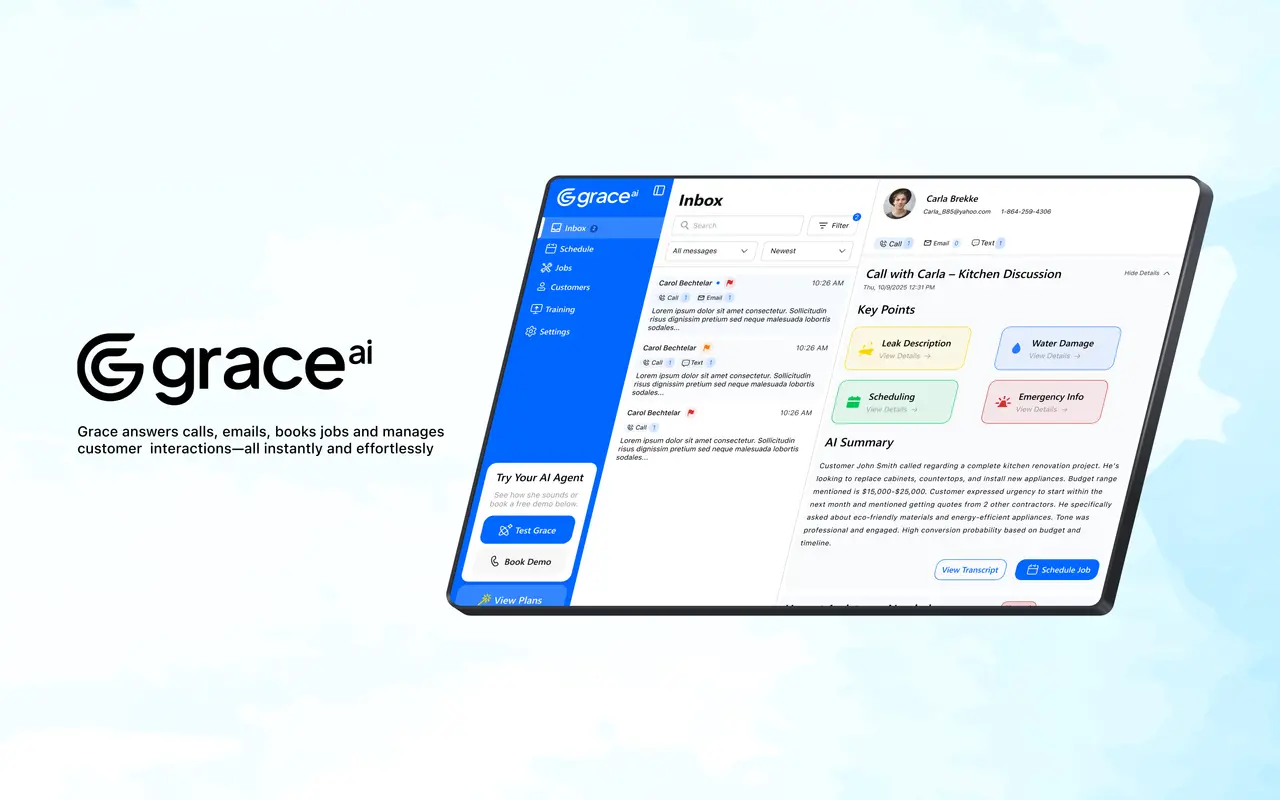 grace ai
Grace answers calls, emails, books jobs and manages
customer interactions—all instantly and effortlessly
grace ai
Inbox 2
Schedule
Jobs
Customers
Training
Settings
Try Your AI Agent
See how she sounds or
book a free demo below.
Test Grace
Book Demo
View Plans
Inbox
Search
Filter 2
All messages
Newest
Carol Bechtelar 10:26 AM
Call 1 Email 1
Lorem ipsum dolor sit amet consectetur. Sollicitudin
risus dignissim pretium sed neque malesuada lobortis
sodales...
Carol Bechtelar 10:26 AM
Call 1 Text 1
Lorem ipsum dolor sit amet consectetur. Sollicitudin
risus dignissim pretium sed neque malesuada lobortis
sodales...
Carol Bechtelar 10:26 AM
Call 1
Lorem ipsum dolor sit amet consectetur. Sollicitudin
risus dignissim pretium sed neque malesuada lobortis
sodales...
Carla Brekke
Carla_B85@yahoo.com 1-864-259-4306
Call 1 Email 0 Text 1
Call with Carla – Kitchen Discussion Hide Details
Thu, 10/9/2025 12:31 PM
Key Points
Leak Description
View Details →
Water Damage
View Details →
Scheduling
View Details →
Emergency Info
View Details →
AI Summary
Customer John Smith called regarding a complete kitchen renovation project. He's
looking to replace cabinets, countertops, and install new appliances. Budget range
mentioned is $15,000-$25,000. Customer expressed urgency to start within the
next month and mentioned getting quotes from 2 other contractors. He specifically
asked about eco-friendly materials and energy-efficient appliances. Tone was
professional and engaged. High conversion probability based on budget and
timeline.
View Transcript
Schedule Job